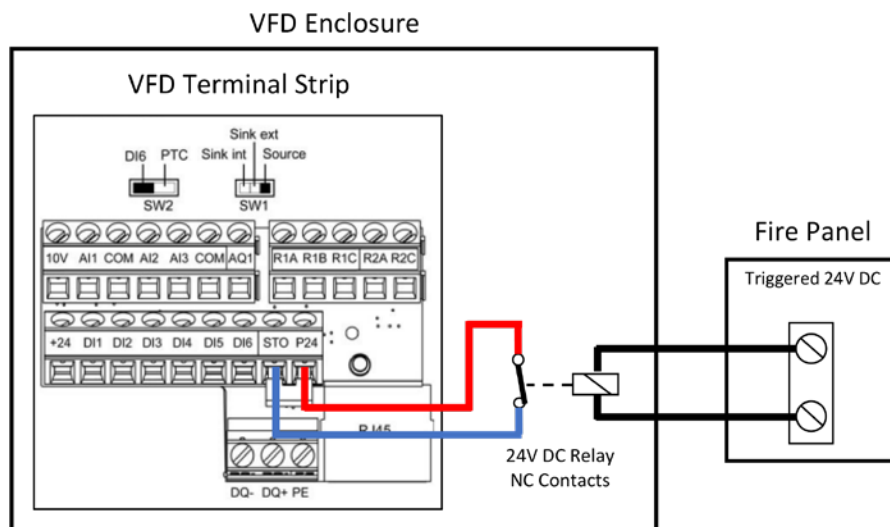 VFD Enclosure
VFD Terminal Strip
Sink ext
DI6 PTC Sink int Source
SW2 SW1
10V AI1 COM AI2 AI3 COM AQ1 R1A R1B R1C R2A R2C
Fire Panel
Triggered 24V DC
+24 DI1 DI2 DI3 DI4 DI5 DI6 STO P24
RJ45
24V DC Relay
NC Contacts
DQ- DQ+ PE